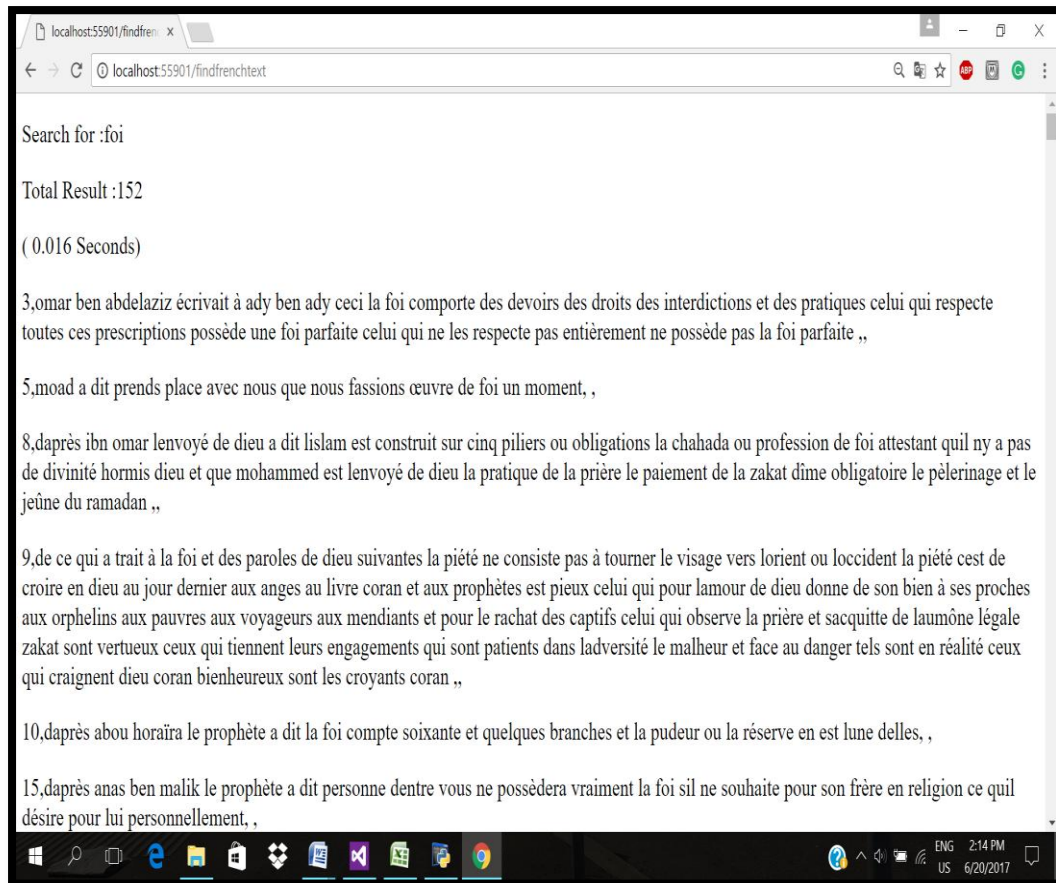 localhost:55901/findfren
localhost:55901/findfrenchtext
ABP
G
Search for :foi
Total Result :152
( 0.016 Seconds)
3,omar ben abdelaziz écrivait à ady ben ady ceci la foi comporte des devoirs des droits des interdictions et des pratiques celui qui respecte
toutes ces prescriptions possède une foi parfaite celui qui ne les respecte pas entièrement ne possède pas la foi parfaite ,,
5,moad a dit prends place avec nous que nous fassions œuvre de foi un moment, ,
8,daprès ibn omar lenvoyé de dieu a dit lislam est construit sur cinq piliers ou obligations la chahada ou profession de foi attestant quil ny a pas
de divinité hormis dieu et que mohammed est lenvoyé de dieu la pratique de la prière le paiement de la zakat dîme obligatoire le pèlerinage et le
jeûne du ramadan ,,
9,de ce qui a trait à la foi et des paroles de dieu suivantes la piété ne consiste pas à tourner le visage vers lorient ou loccident la piété cest de
croire en dieu au jour dernier aux anges au livre coran et aux prophètes est pieux celui qui pour lamour de dieu donne de son bien à ses proches
aux orphelins aux pauvres aux voyageurs aux mendiants et pour le rachat des captifs celui qui observe la prière et sacquitte de laumône légale
zakat sont vertueux ceux qui tiennent leurs engagements qui sont patients dans ladversité le malheur et face au danger tels sont en réalité ceux
qui craignent dieu coran bienheureux sont les croyants coran ,,
10,daprès abou horaïra le prophète a dit la foi compte soixante et quelques branches et la pudeur ou la réserve en est lune delles, ,
15,daprès anas ben malik le prophète a dit personne dentre vous ne possèdera vraiment la foi sil ne souhaite pour son frère en religion ce quil
désire pour lui personnellement, ,
ENG 2:14 PM
US 6/20/2017